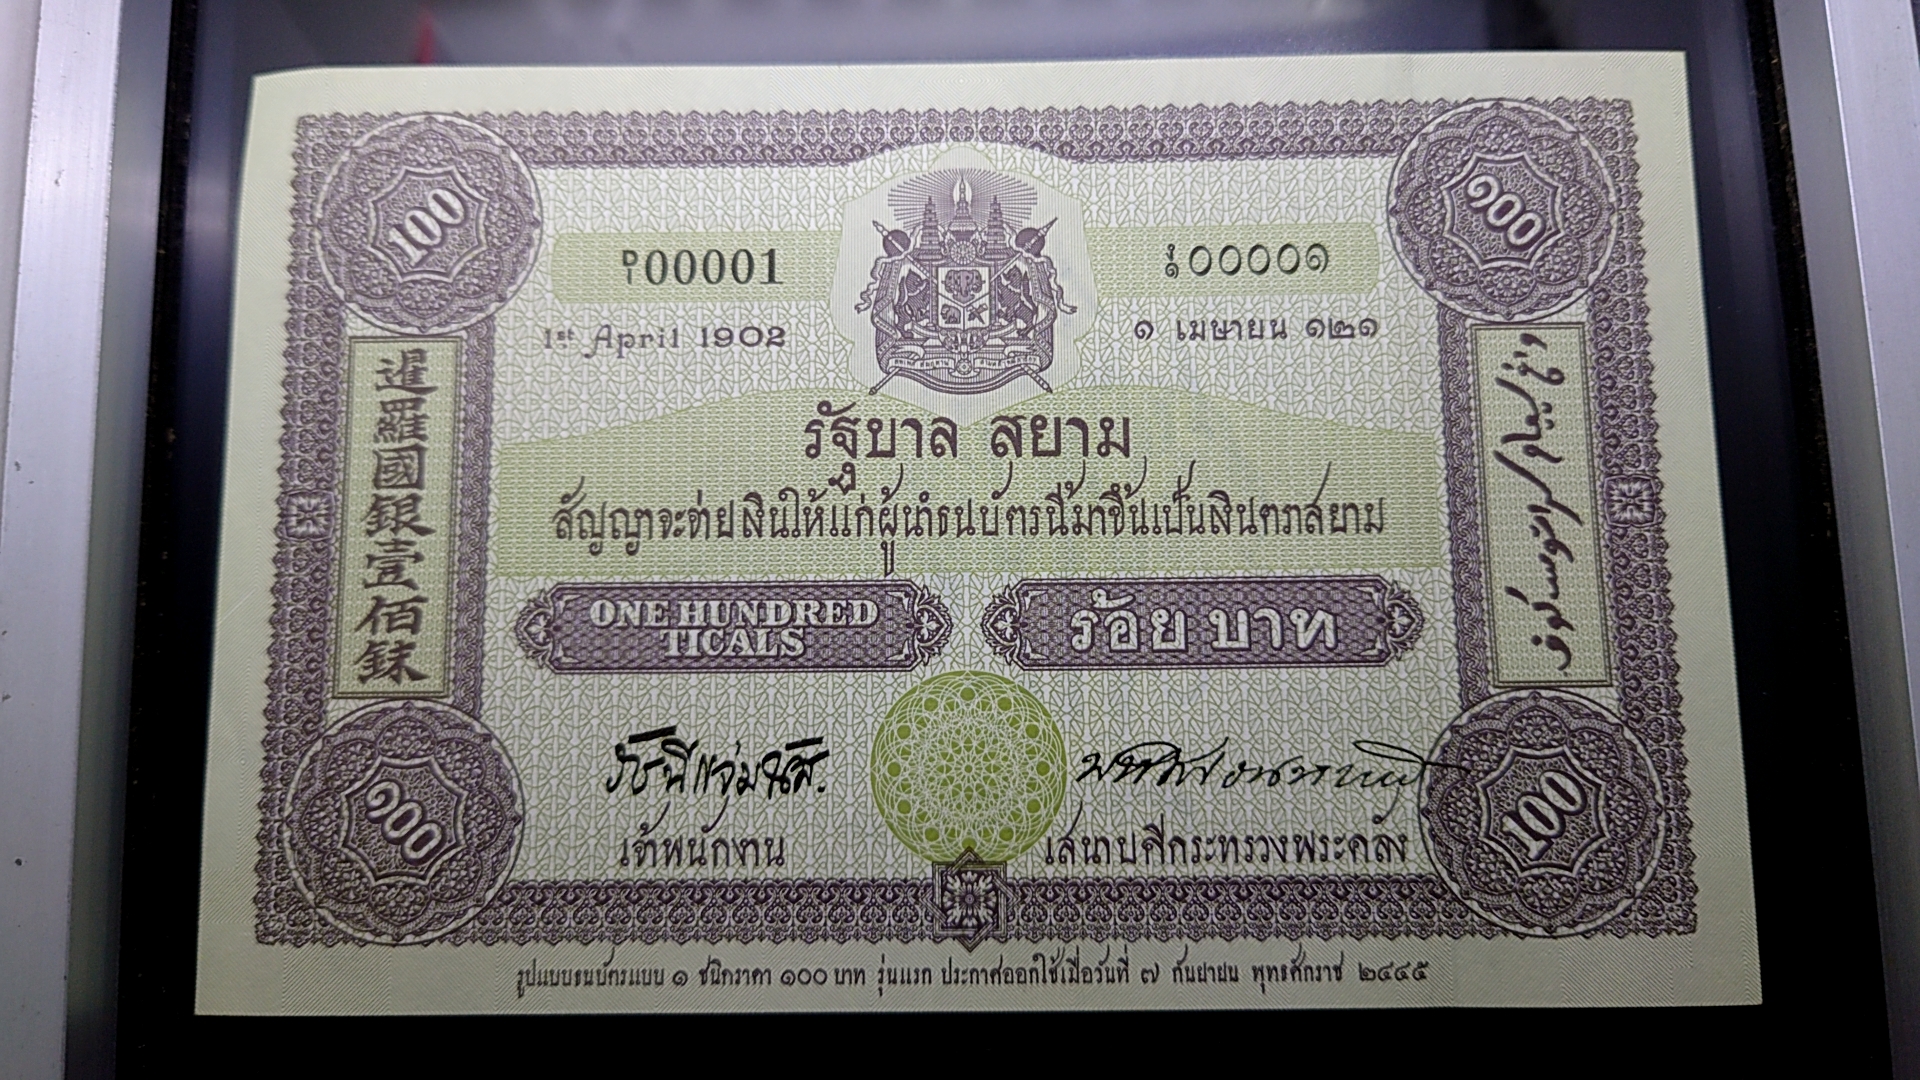 100
๑๐๐
D/1 00001
ง/๑ ๐๐๐๐๑
1st April 1902
๑ เมษายน ๑๒๑
รัฐบาล สยาม
สัญญาจะจ่ายเงินให้แก่ผู้นำธนบัตรนี้มาขึ้นเป็นเงินตราสยาม
暹羅國銀壹佰銇
ONE HUNDRED
TICALS
ร้อย บาท
เจ้าพนักงาน
เสนาบดีกระทรวงพระคลัง
๑๐๐
100
รูปแบบธนบัตรแบบ ๑ ชนิดราคา ๑๐๐ บาท รุ่นแรก ประกาศออกใช้เมื่อวันที่ ๗ กันยายน พุทธศักราช ๒๔๔๕